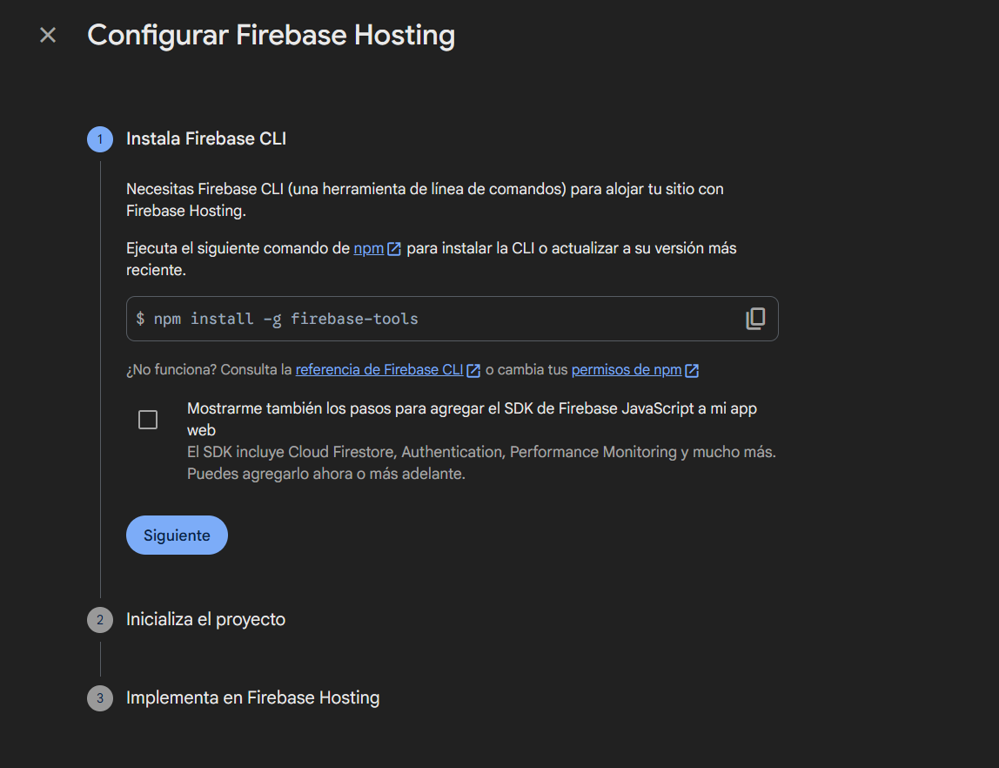 Configurar Firebase Hosting
1 Instala Firebase CLI
Necesitas Firebase CLI (una herramienta de línea de comandos) para alojar tu sitio con
Firebase Hosting.
Ejecuta el siguiente comando de npm para instalar la CLI o actualizar a su versión más
reciente.
$ npm install -g firebase-tools
¿No funciona? Consulta la referencia de Firebase CLI o cambia tus permisos de npm
Mostrarme también los pasos para agregar el SDK de Firebase JavaScript a mi app
web
El SDK incluye Cloud Firestore, Authentication, Performance Monitoring y mucho más.
Puedes agregarlo ahora o más adelante.
Siguiente
2 Inicializa el proyecto
3 Implementa en Firebase Hosting